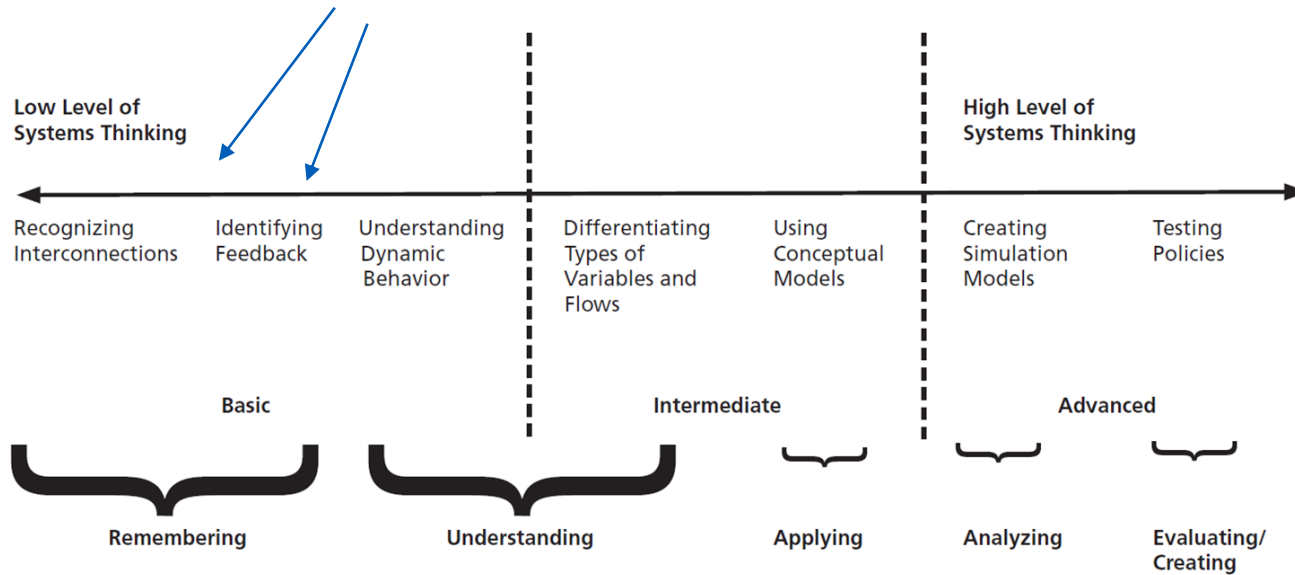 Low Level of
Systems Thinking
High Level of
Systems Thinking
Recognizing
Interconnections
Identifying
Feedback
Understanding
Dynamic
Behavior
Differentiating
Types of
Variables and
Flows
Using
Conceptual
Models
Creating
Simulation
Models
Testing
Policies
Basic
Intermediate
Advanced
Remembering
Understanding
Applying
Analyzing
Evaluating/
Creating